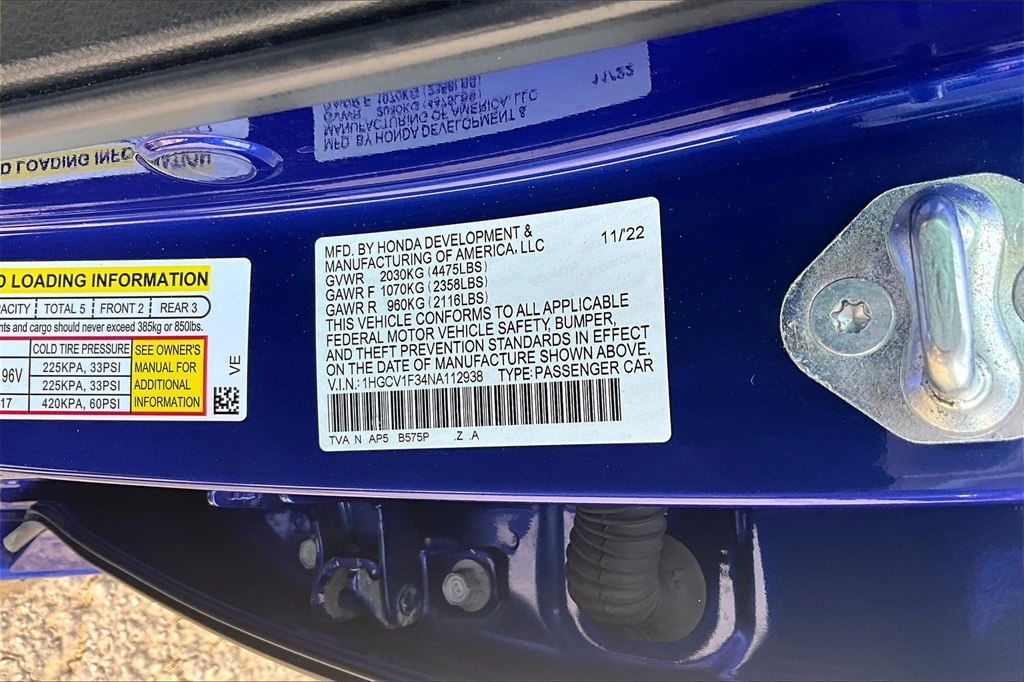 MFD. BY HONDA DEVELOPMENT &
MANUFACTURING OF AMERICA, LLC
11/22
GVWR 2030KG (4475LBS)
GAWR F 1070KG (2358LBS)
GAWR R 960KG (2116LBS)
THIS VEHICLE CONFORMS TO ALL APPLICABLE
FEDERAL MOTOR VEHICLE SAFETY, BUMPER,
AND THEFT PREVENTION STANDARDS IN EFFECT
ON THE DATE OF MANUFACTURE SHOWN ABOVE.
V.I.N.: 1HGCV1F34NA112938 TYPE: PASSENGER CAR
TVA N AP5 B575P .Z .A
D LOADING INFORMATION
PACITY TOTAL 5 FRONT 2 REAR 3
nts and cargo should never exceed 385kg or 850lbs.
COLD TIRE PRESSURE
96V 225KPA, 33PSI
225KPA, 33PSI
17 420KPA, 60PSI
SEE OWNER'S
MANUAL FOR
ADDITIONAL
INFORMATION
VE